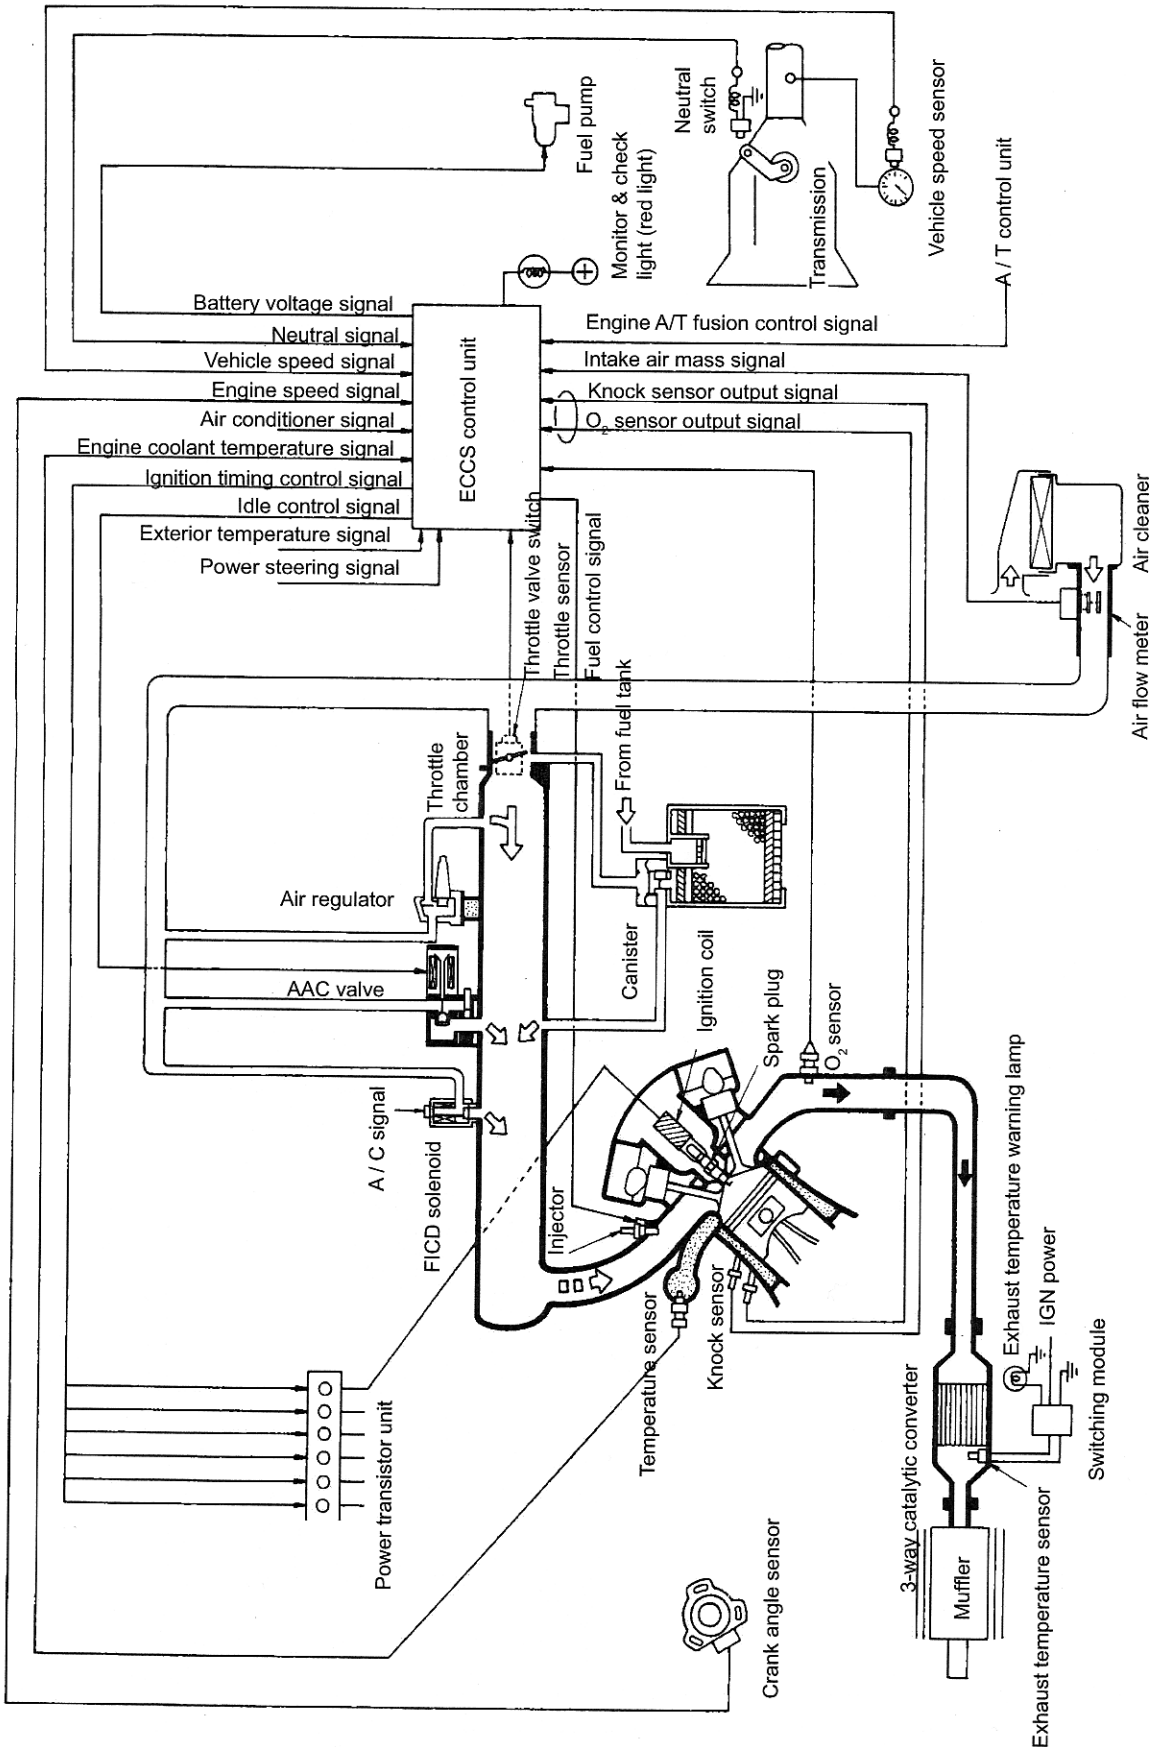 Neutral
switch
Fuel pump
Vehicle speed sensor
Monitor & check
light (red light)
Transmission
A / T control unit
Battery voltage signal
Neutral signal
Vehicle speed signal
Engine speed signal
Air conditioner signal
Engine coolant temperature signal
Ignition timing control signal
Idle control signal
Exterior temperature signal
Power steering signal
ECCS control unit
Engine A/T fusion control signal
Intake air mass signal
Knock sensor output signal
O2 sensor output signal
Throttle valve switch
Throttle sensor
Fuel control signal
Air cleaner
Air flow meter
From fuel tank
Throttle
chamber
Air regulator
AAC valve
Canister
Ignition coil
Spark plug
O2 sensor
A / C signal
FICD solenoid
Injector
Temperature sensor
Knock sensor
Exhaust temperature warning lamp
IGN power
Switching module
3-way catalytic converter
Power transistor unit
Crank angle sensor
Muffler
Exhaust temperature sensor